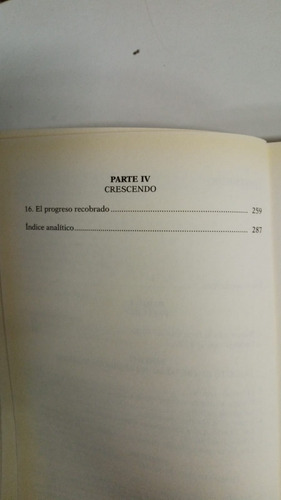 PARTE IV
CRESCENDO
16. El progreso recobrado ........................................................ 259
Índice analítico ........................................................................ 287